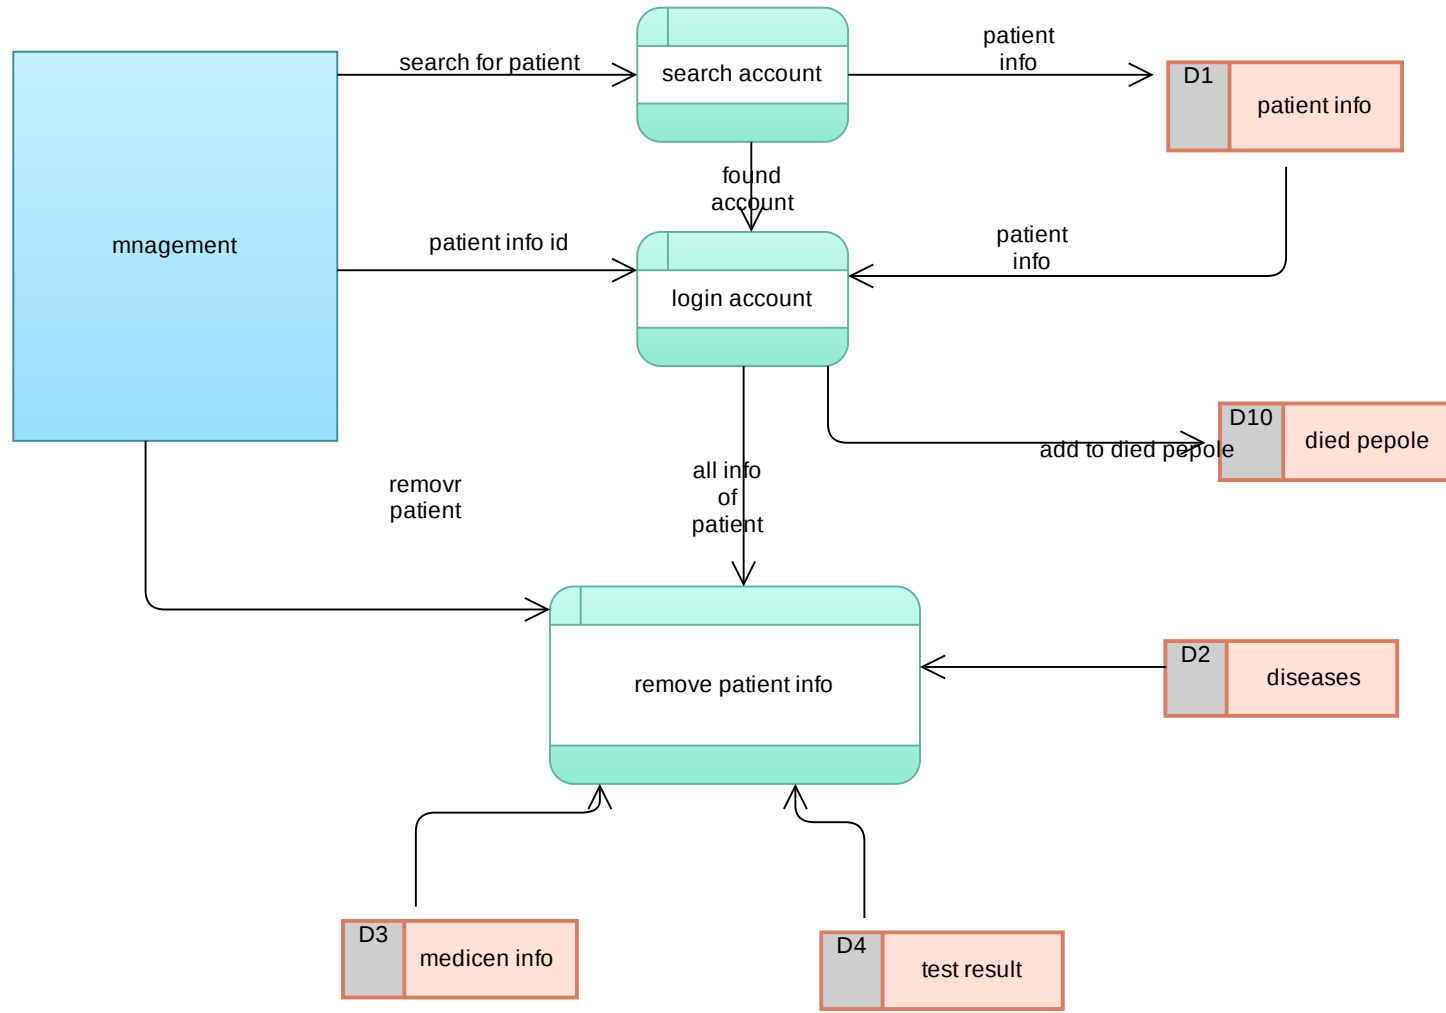 search for patient
search account
patient
info
D1
patient info
found
account
mnagement
patient info id
patient
info
login account
D10
died pepole
add to died pepole
removr
patient
all info
of
patient
remove patient info
D2
diseases
D3
medicen info
D4
test result